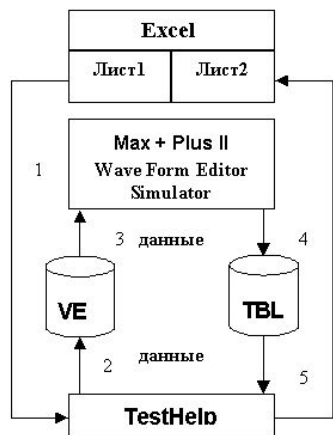 Excel
Лист1 Лист2
Max + Plus II
Wave Form Editor
Simulator
1
3 данные 4
VE TBL
данные
2 5
TestHelp